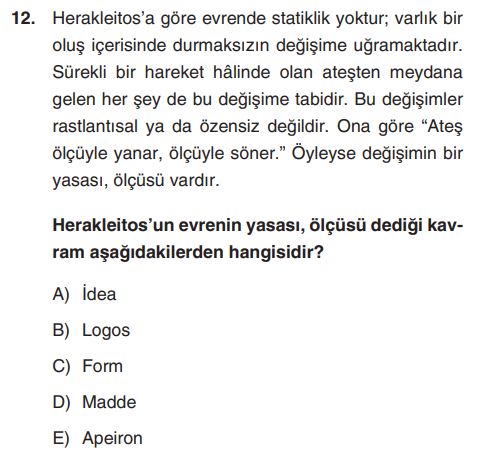 12. Herakleitos’a göre evrende statiklik yoktur; varlık bir
oluş içerisinde durmaksızın değişime uğramaktadır.
Sürekli bir hareket hâlinde olan ateşten meydana
gelen her şey de bu değişime tabidir. Bu değişimler
rastlantısal ya da özensiz değildir. Ona göre “Ateş
ölçüyle yanar, ölçüyle söner.” Öyleyse değişimin bir
yasası, ölçüsü vardır.
Herakleitos’un evrenin yasası, ölçüsü dediği kav-
ram aşağıdakilerden hangisidir?
A) İdea
B) Logos
C) Form
D) Madde
E) Apeiron